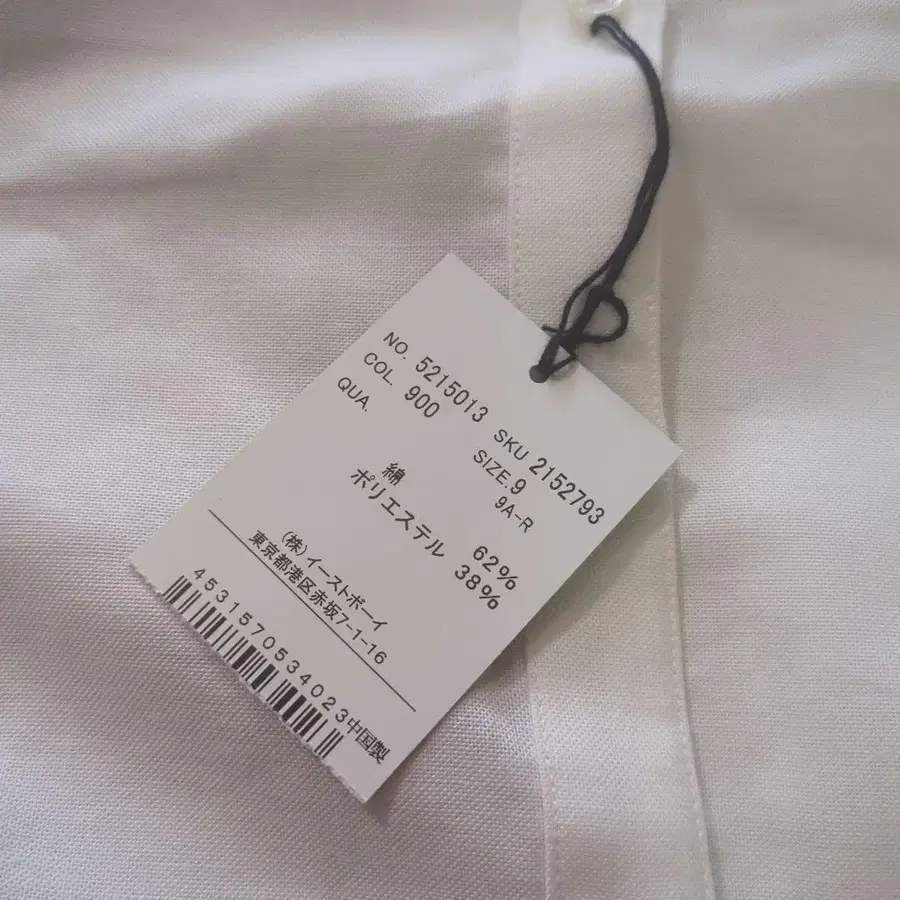 NO. 5215013 SKU 2152793
COL. 900 SIZE.9
QUA. 9A-R
綿 62%
ポリエステル 38%
(株)イーストボーイ
東京都港区赤坂7-1-16
4531570534023中国製